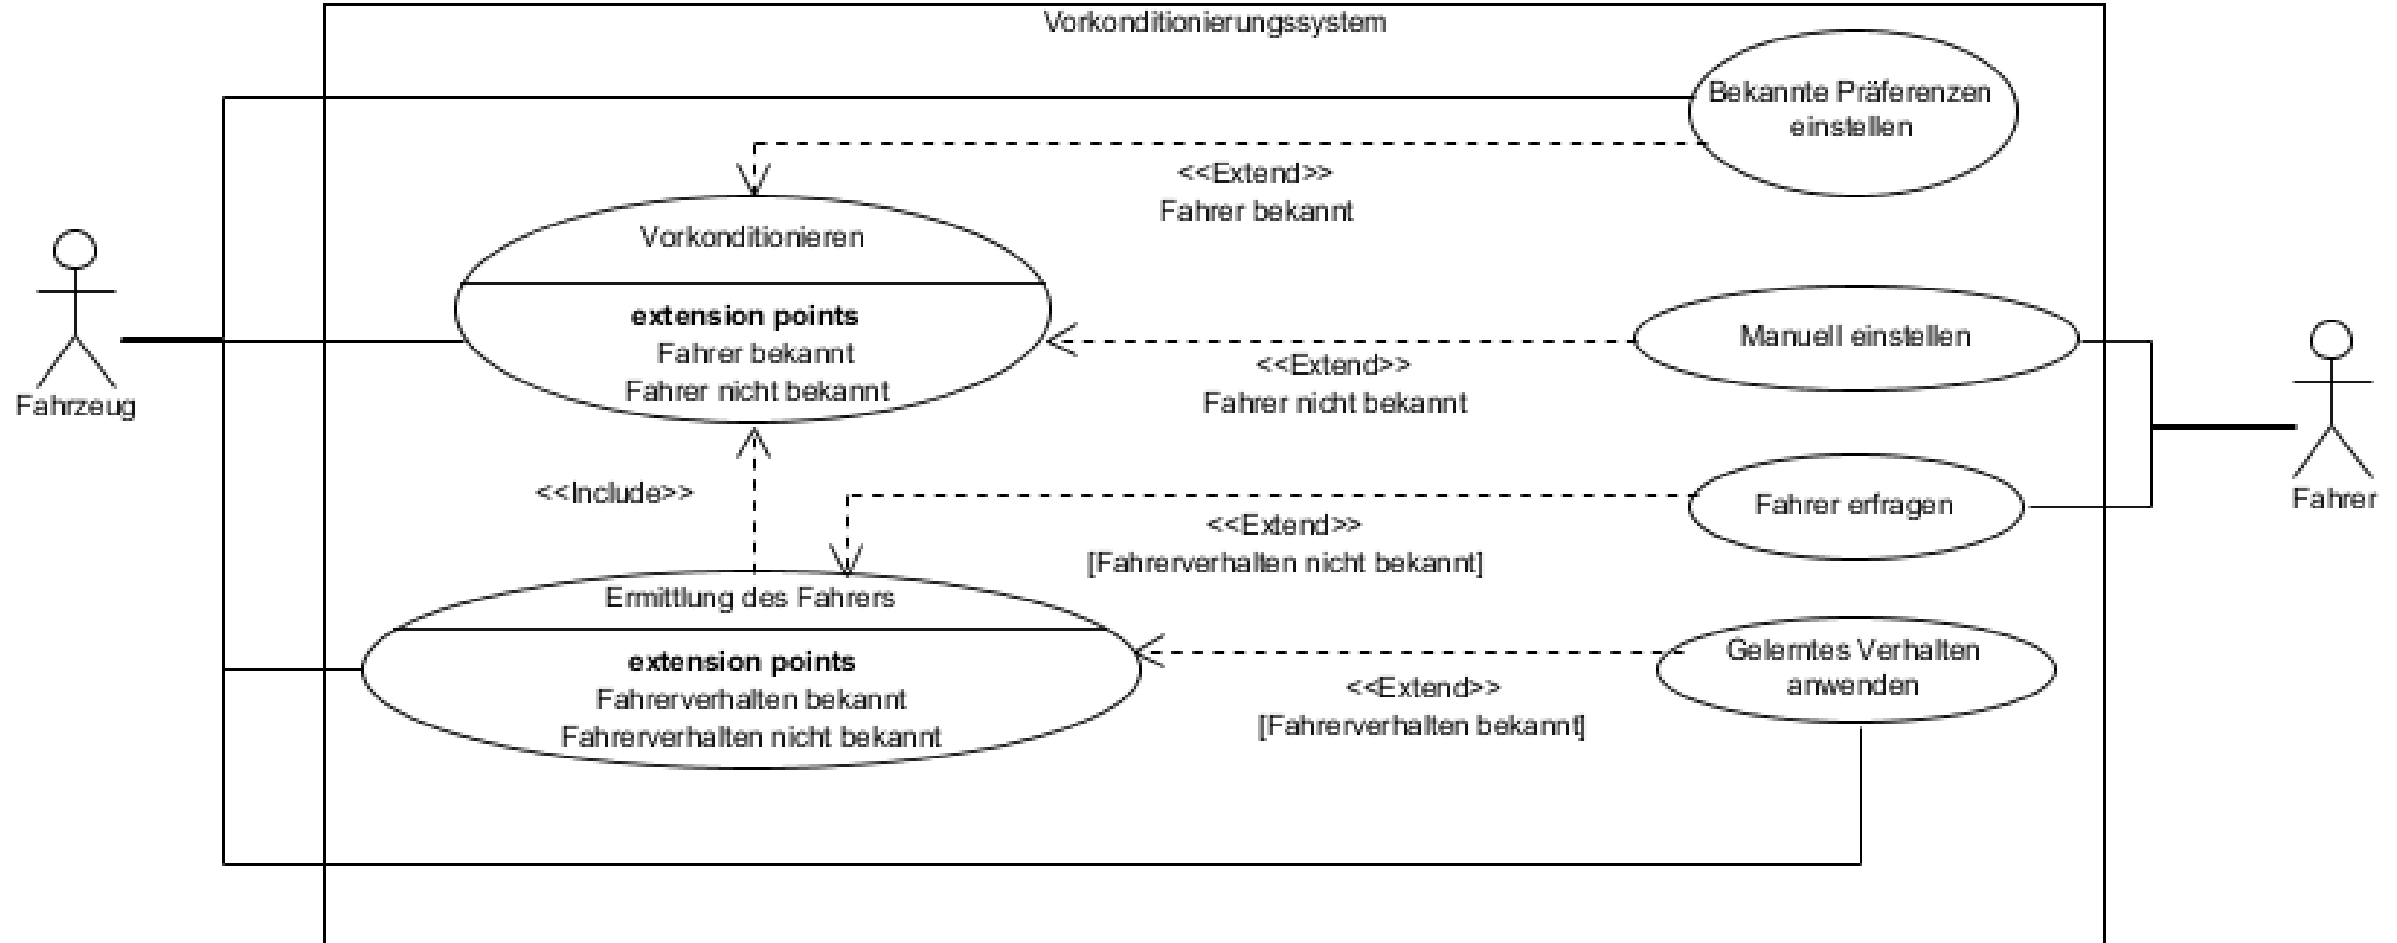 Vorkonditionierungssystem
Bekannte Präferenzen
einstellen
<<Extend>>
Fahrer bekannt
Vorkonditionieren
extension points
Fahrer bekannt
Fahrer nicht bekannt
Manuell einstellen
<<Extend>>
Fahrer nicht bekannt
Fahrzeug
Fahrer
<<Include>>
Fahrer erfragen
<<Extend>>
[Fahrerverhalten nicht bekannt]
Ermittlung des Fahrers
extension points
Fahrerverhalten bekannt
Fahrerverhalten nicht bekannt
Gelerntes Verhalten
anwenden
<<Extend>>
[Fahrerverhalten bekannt]